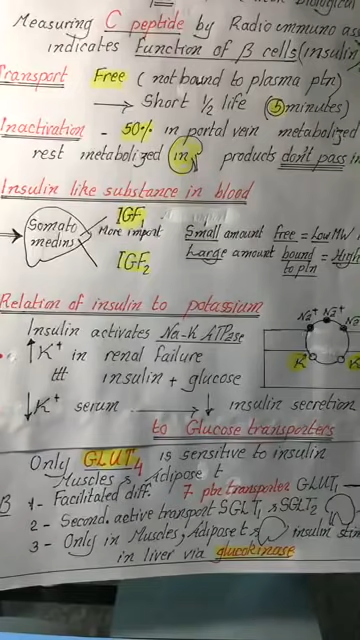 Biological
Measuring C peptide by Radio immuno ass
indicates Function of β cells (insulin
Transport Free (not bound to plasma ptn)
→ Short ½ life (5 minutes)
Inactivation - 50% in portal vein metabolized
rest metabolized in products don't pass in
Insulin like substance in blood
→ Somato medins IGF1 More import IGF2
Small amount free = Low MW
Large amount bound to ptn = High
Relation of insulin to potassium
Insulin activates Na-K ATPase
↑K+ in renal failure
ttt insulin + glucose
↓K+ serum → ↓ insulin secretion
Na+ Na+ Na
K K
to Glucose transporters
Only GLUT4 is sensitive to insulin
Muscles & Adipose t
B 1- Facilitated diff. 7 ptn transporter GLUT1 —
2- Second. active transport SGLT1 & SGLT2
3- Only in Muscles, Adipose t & insulin stim
in liver via glucokinase